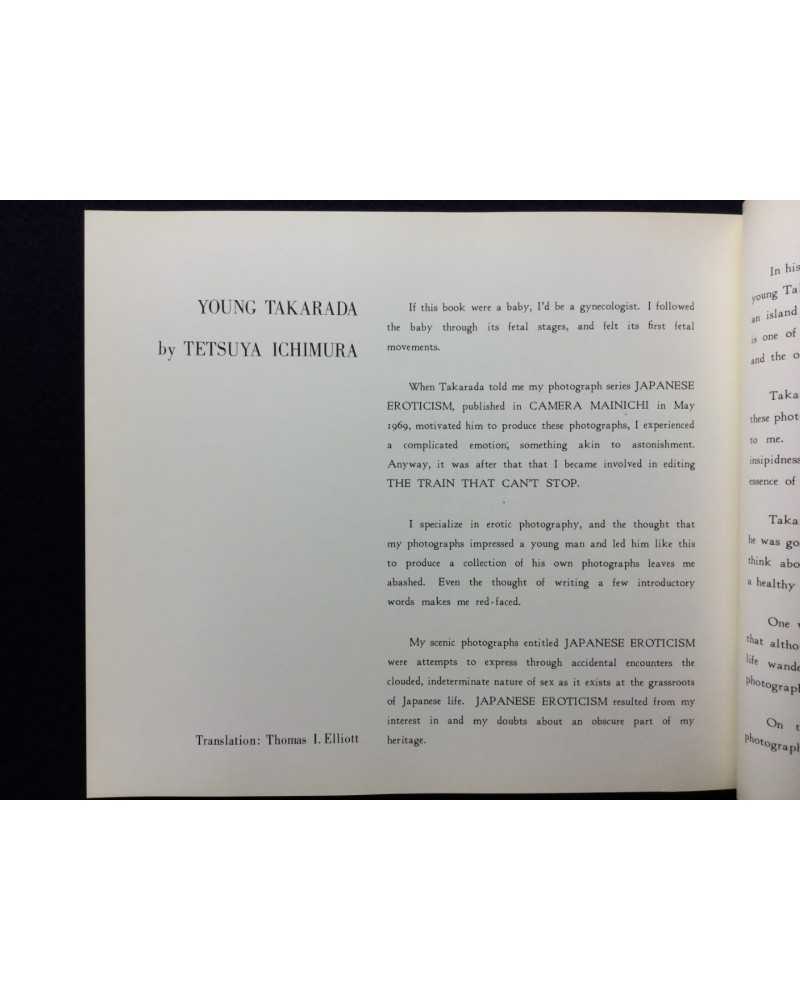 YOUNG TAKARADA
by TETSUYA ICHIMURA
If this book were a baby, I'd be a gynecologist. I followed
the baby through its fetal stages, and felt its first fetal
movements.
When Takarada told me my photograph series JAPANESE
EROTICISM, published in CAMERA MAINICHI in May
1969, motivated him to produce these photographs, I experienced
a complicated emotion, something akin to astonishment.
Anyway, it was after that that I became involved in editing
THE TRAIN THAT CAN'T STOP.
I specialize in erotic photography, and the thought that
my photographs impressed a young man and led him like this
to produce a collection of his own photographs leaves me
abashed. Even the thought of writing a few introductory
words makes me red-faced.
My scenic photographs entitled JAPANESE EROTICISM
were attempts to express through accidental encounters the
clouded, indeterminate nature of sex as it exists at the grassroots
of Japanese life. JAPANESE EROTICISM resulted from my
interest in and my doubts about an obscure part of my
heritage.
Translation: Thomas I. Elliott
In his
young Ta
an island
is one of
and the o
Taka
these phot
to me.
insipidness
essence of
Taka
he was go
think abo
a healthy
One
that altho
life wande
photograph
On t
photograph